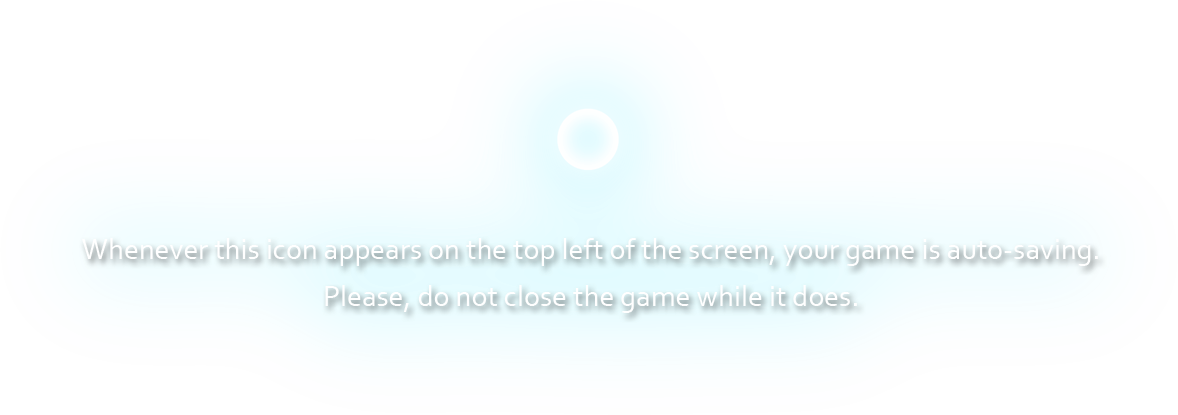 Whenever this icon appears on the top left of the screen, your game is auto-saving.
Please, do not close the game while it does.